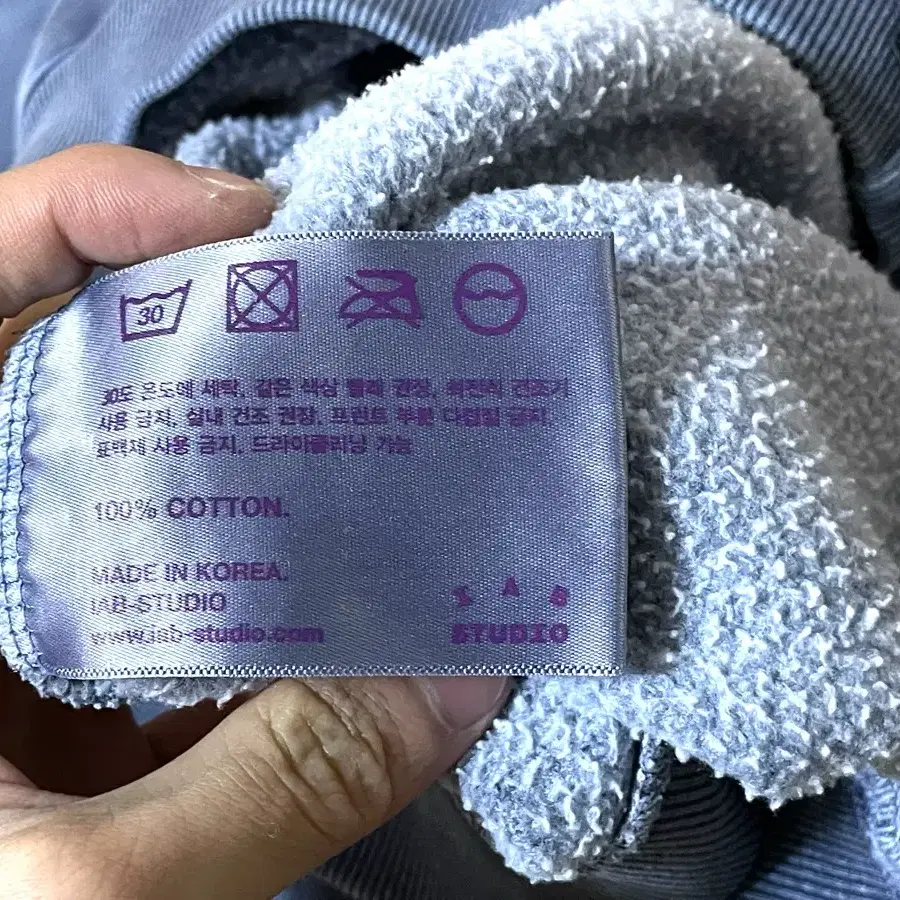 30
30도 온도에 세탁, 같은 색상 빨래 권장, 회전식 건조기
사용 금지, 실내 건조 권장, 프린트 부분 다림질 금지,
표백제 사용 금지, 드라이클리닝 가능
100% COTTON.
MADE IN KOREA.
IAB-STUDIO
www.iab-studio.com
IAB
STUDIO